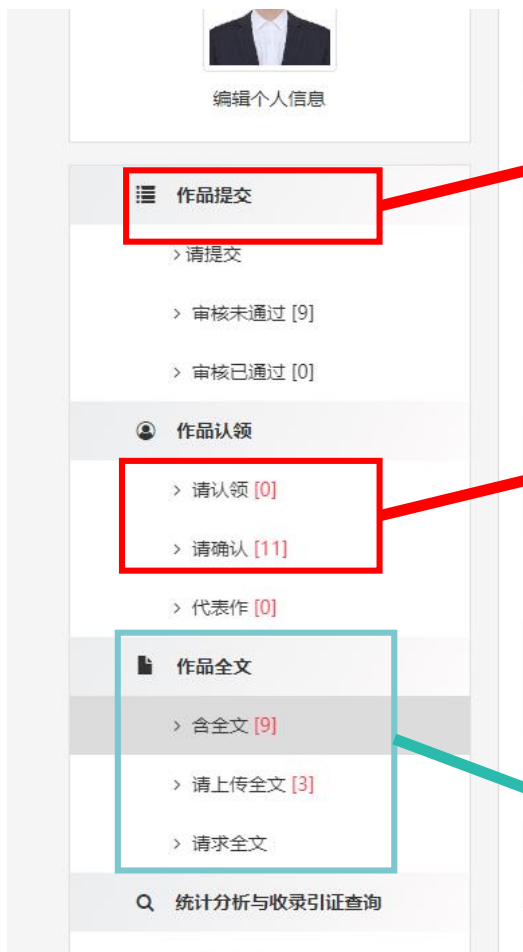 编辑个人信息
作品提交
> 请提交
> 审核未通过 [9]
> 审核已通过 [0]
作品认领
> 请认领 [0]
> 请确认 [11]
> 代表作 [0]
作品全文
> 含全文 [9]
> 请上传全文 [3]
> 请求全文
统计分析与收录引证查询